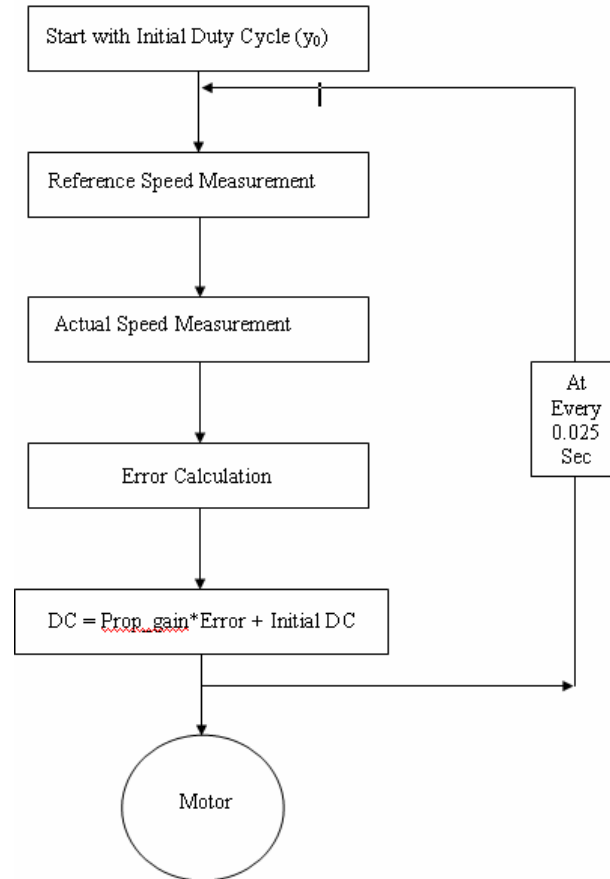 Start with Initial Duty Cycle (y₀)
Reference Speed Measurement
Actual Speed Measurement
At
Every
0.025
Sec
Error Calculation
DC = Prop_gain*Error + Initial DC
Motor